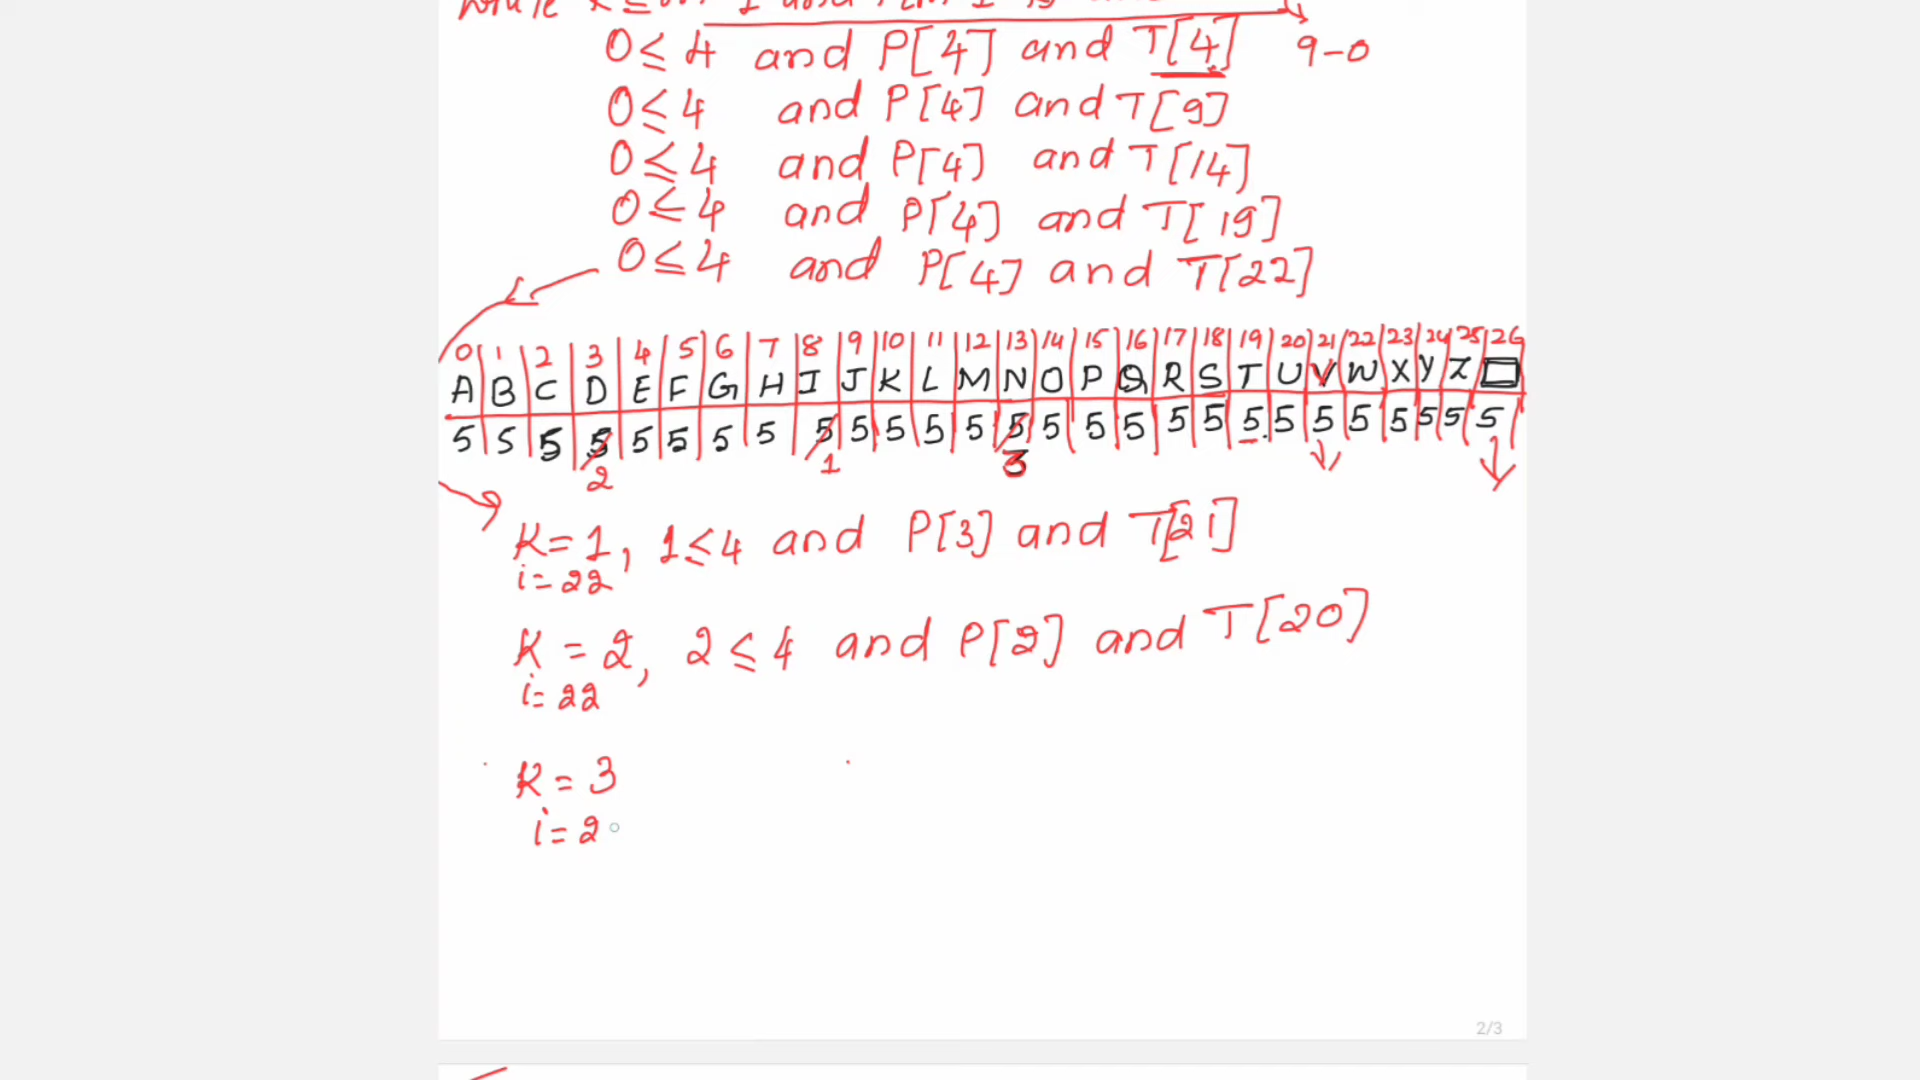 while K ≤
0 ≤ 4 and P[4] and T[4] 9-0
0 ≤ 4 and P[4] and T[9]
0 ≤ 4 and P[4] and T[14]
0 ≤ 4 and P[4] and T[19]
0 ≤ 4 and P[4] and T[22]
0 1 2 3 4 5 6 7 8 9 10 11 12 13 14 15 16 17 18 19 20 21 22 23 24 25 26
A B C D E F G H I J K L M N O P Q R S T U V W X Y Z
5 5 5 5 5 5 5 5 5 5 5 5 5 5 5 5 5 5 5 5 5 5 5 5 5 5 5
2 1 3
K = 1, 1 ≤ 4 and P[3] and T[21]
i = 22
K = 2, 2 ≤ 4 and P[2] and T[20]
i = 22
K = 3
i = 2
2/3